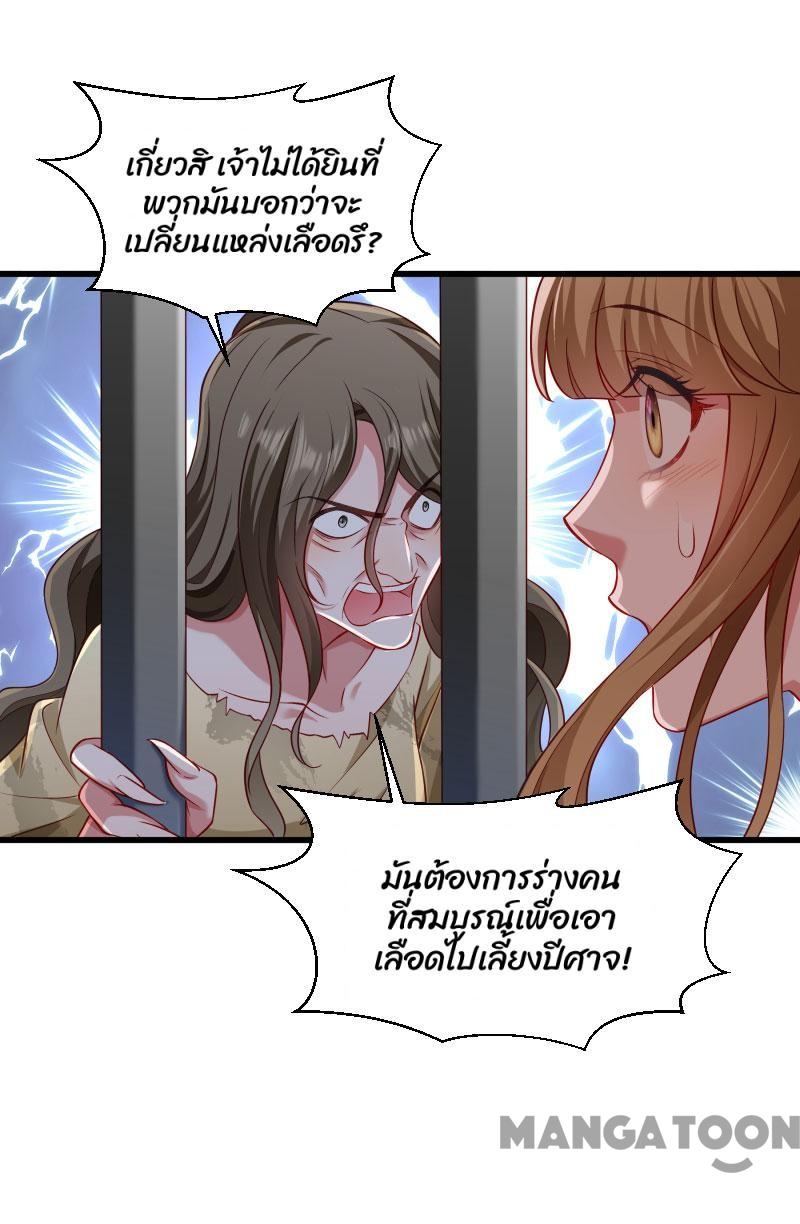 เกี่ยวสิ เจ้าไม่ได้ยินที่
พวกมันบอกว่าจะ
เปลี่ยนแหล่งเลือดรึ?
มันต้องการร่างคน
ที่สมบูรณ์เพื่อเอา
เลือดไปเลี้ยงปีศาจ!
MANGATOON